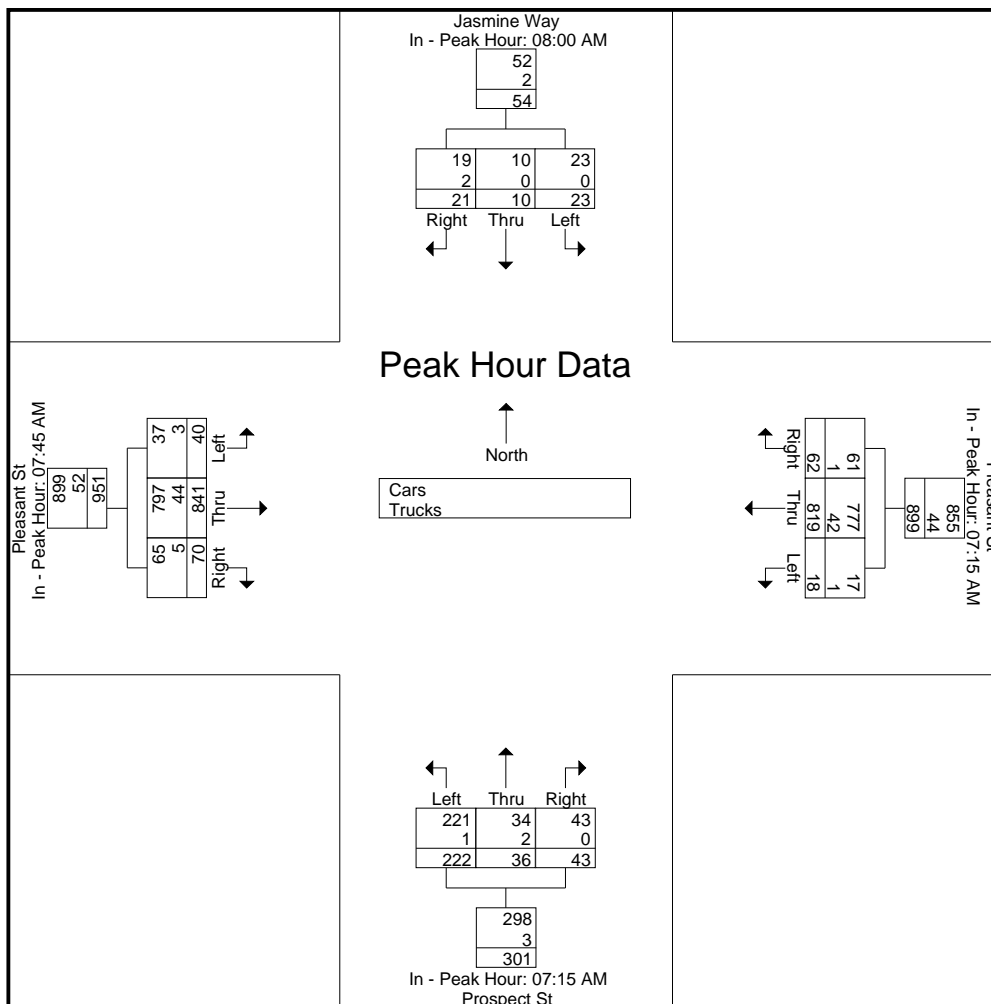 Jasmine Way
In - Peak Hour: 08:00 AM
52
2
54
19 10 23
2 0 0
21 10 23
Right Thru Left
Peak Hour Data
North
Cars
Trucks
Pleasant St
In - Peak Hour: 07:45 AM
899
52
951
37 3 40 Left
797 44 841 Thru
65 5 70 Right
Right 62 1 61
Thru 819 42 777
Left 18 1 17
855
44
899
In - Peak Hour: 07:15 AM
Pleasant St
Left Thru Right
221 34 43
1 2 0
222 36 43
298
3
301
In - Peak Hour: 07:15 AM
Prospect St